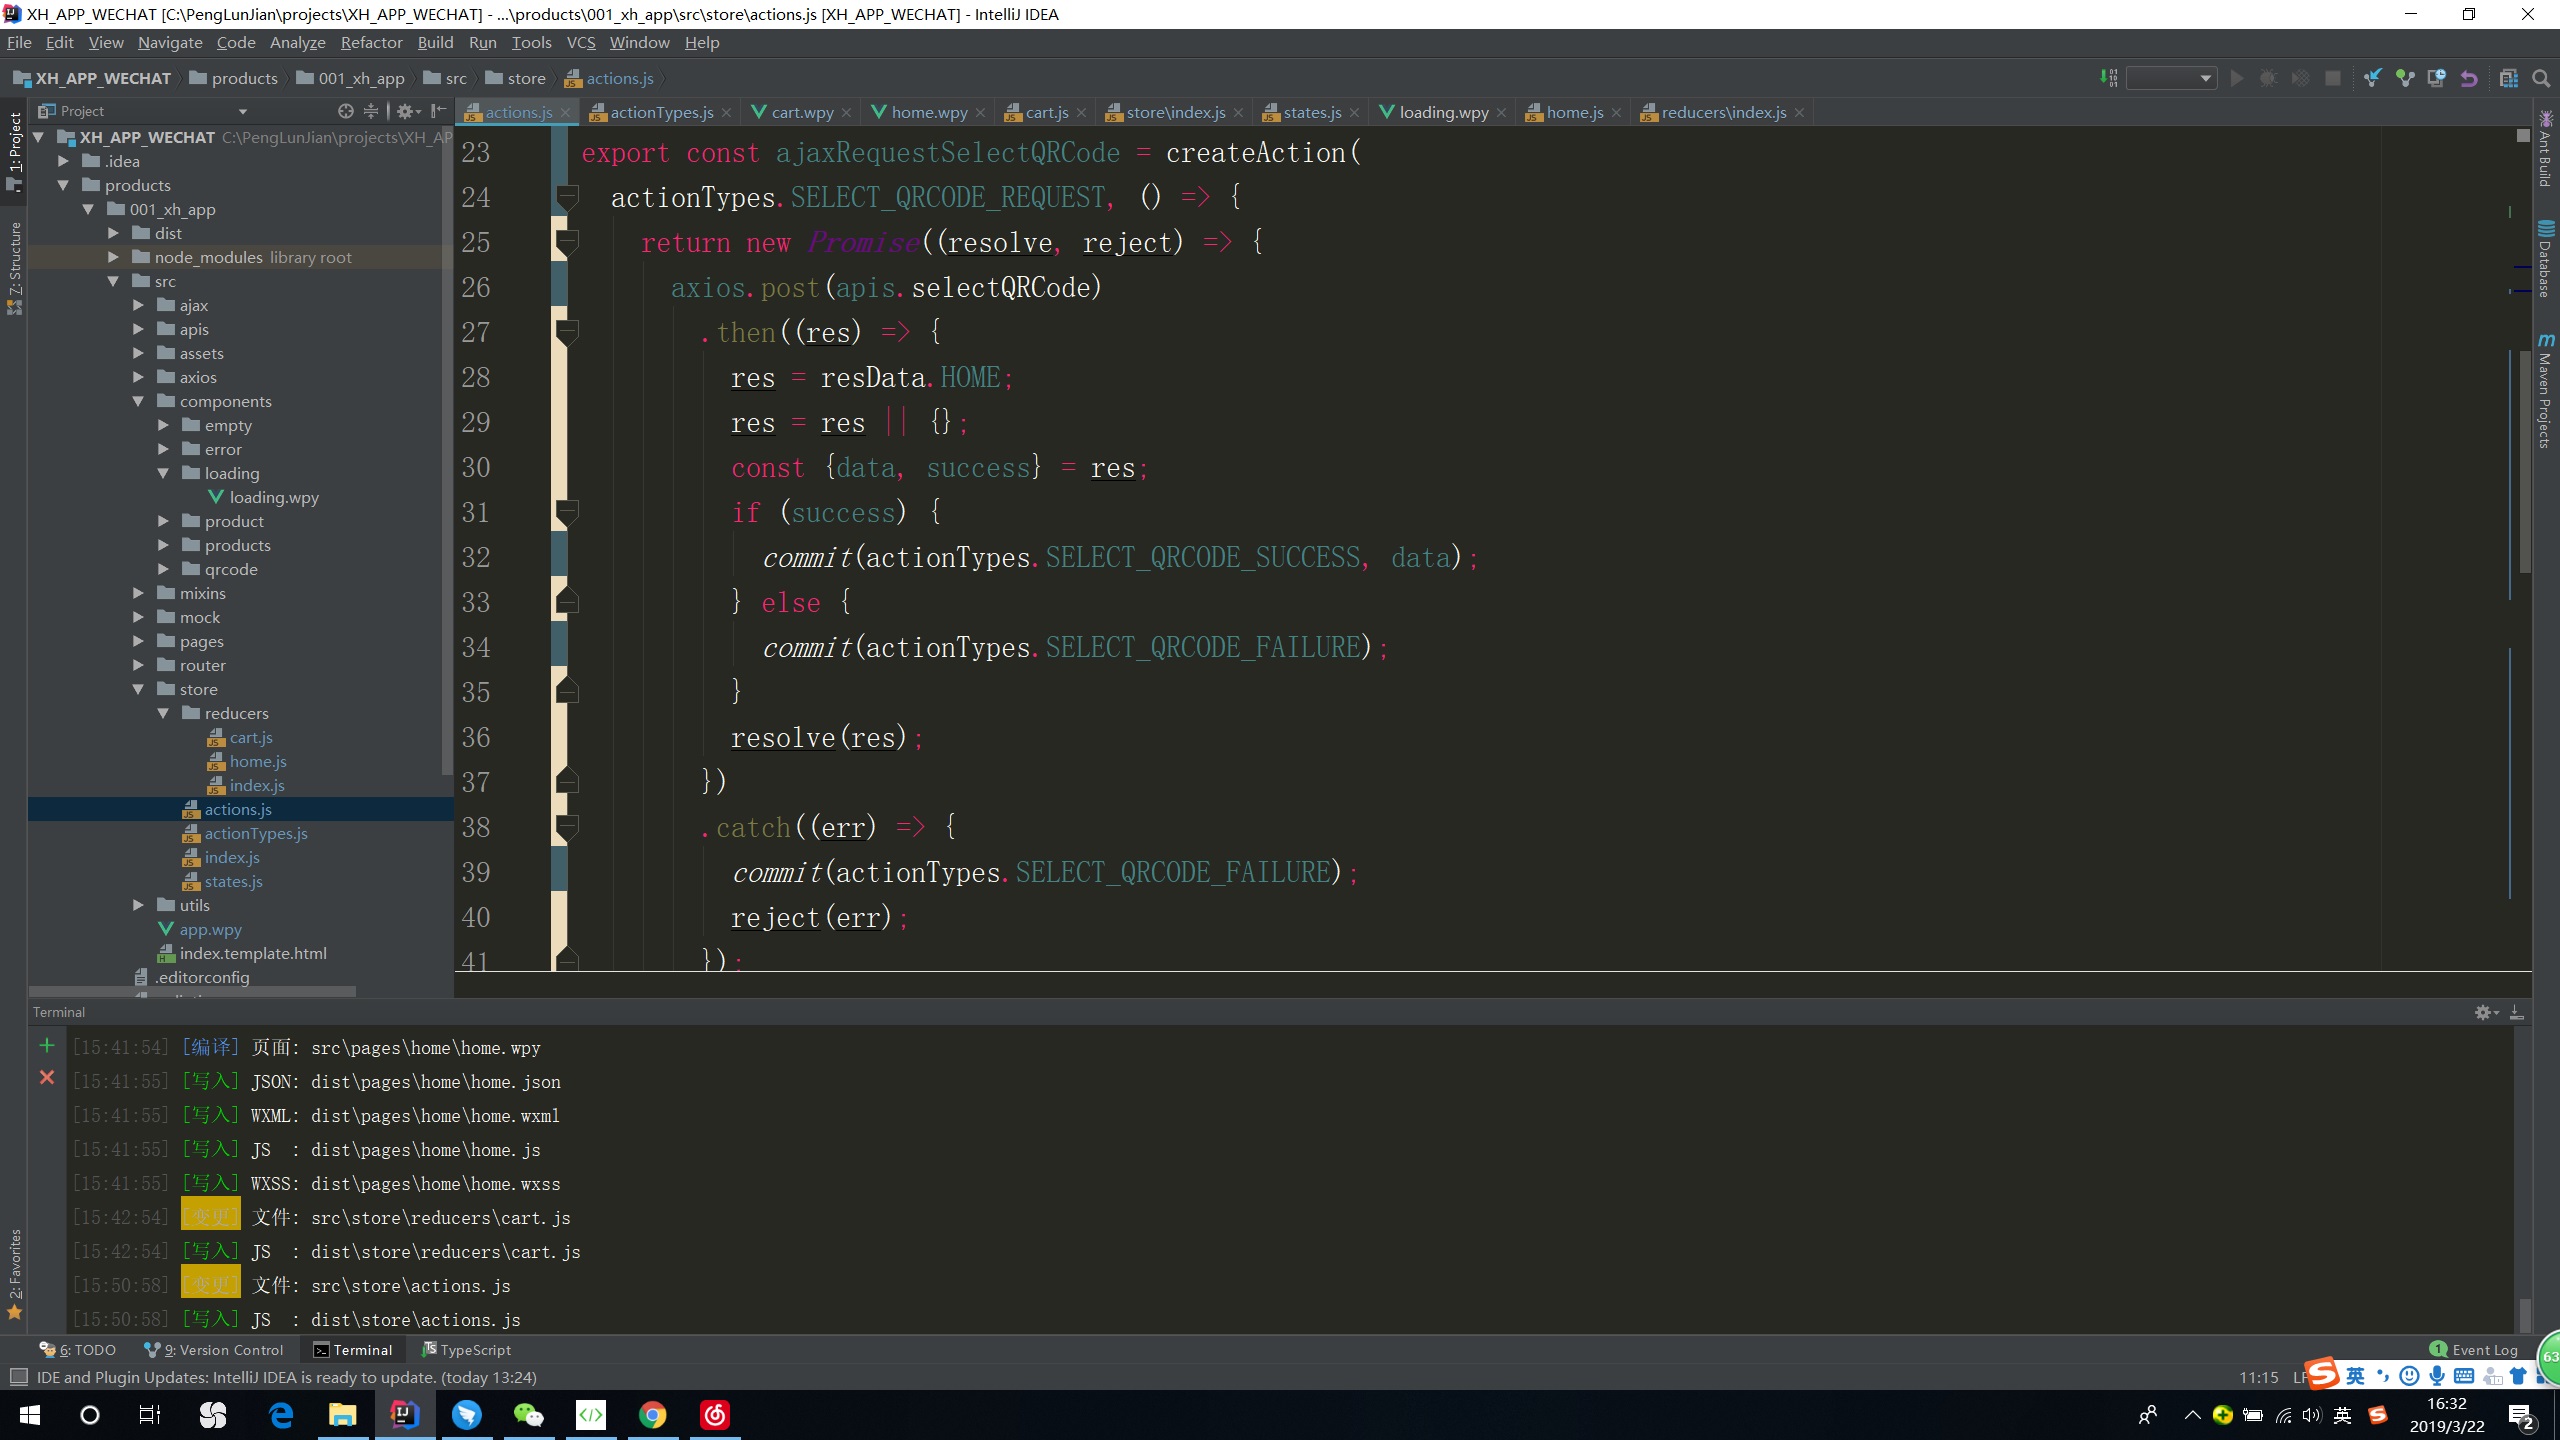 XH_APP_WECHAT [C:\PengLunJian\projects\XH_APP_WECHAT] - ...\products\001_xh_app\src\store\actions.js [XH_APP_WECHAT] - IntelliJ IDEA
File Edit View Navigate Code Analyze Refactor Build Run Tools VCS Window Help
XH_APP_WECHAT products 001_xh_app src store actions.js
Project
actions.js actionTypes.js cart.wpy home.wpy cart.js store\index.js states.js loading.wpy home.js reducers\index.js
1: Project
Z: Structure
2: Favorites
XH_APP_WECHAT C:\PengLunJian\projects\XH_AP
.idea
products
001_xh_app
dist
node_modules library root
src
ajax
apis
assets
axios
components
empty
error
loading
loading.wpy
product
products
qrcode
mixins
mock
pages
router
store
reducers
cart.js
home.js
index.js
actions.js
actionTypes.js
index.js
states.js
utils
app.wpy
index.template.html
.editorconfig
23 export const ajaxRequestSelectQRCode = createAction(
24 actionTypes.SELECT_QRCODE_REQUEST, () => {
25 return new Promise((resolve, reject) => {
26 axios.post(apis.selectQRCode)
27 .then((res) => {
28 res = resData.HOME;
29 res = res || {};
30 const {data, success} = res;
31 if (success) {
32 commit(actionTypes.SELECT_QRCODE_SUCCESS, data);
33 } else {
34 commit(actionTypes.SELECT_QRCODE_FAILURE);
35 }
36 resolve(res);
37 })
38 .catch((err) => {
39 commit(actionTypes.SELECT_QRCODE_FAILURE);
40 reject(err);
41 });
Ant Build
Database
Maven Projects
Terminal
[15:41:54] [编译] 页面: src\pages\home\home.wpy
[15:41:55] [写入] JSON: dist\pages\home\home.json
[15:41:55] [写入] WXML: dist\pages\home\home.wxml
[15:41:55] [写入] JS  : dist\pages\home\home.js
[15:41:55] [写入] WXSS: dist\pages\home\home.wxss
[15:42:54] [变更] 文件: src\store\reducers\cart.js
[15:42:54] [写入] JS  : dist\store\reducers\cart.js
[15:50:58] [变更] 文件: src\store\actions.js
[15:50:58] [写入] JS  : dist\store\actions.js
6: TODO 9: Version Control Terminal TypeScript 1 Event Log
63
IDE and Plugin Updates: IntelliJ IDEA is ready to update. (today 13:24) 11:15 英
英 16:32
2019/3/22 2